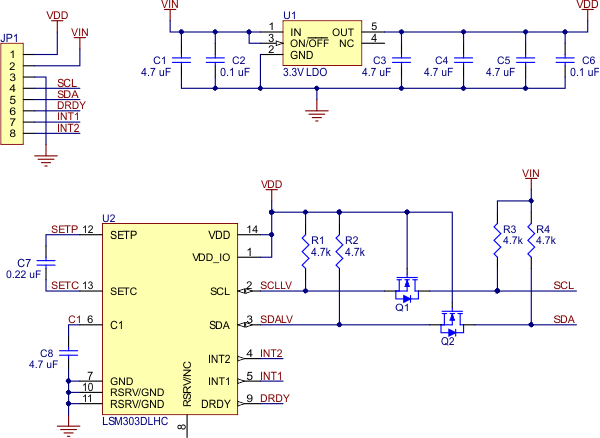 VDD
VIN
JP1
1
2
3
4 SCL
5 SDA
6 DRDY
7 INT1
8 INT2
VIN
VDD
U1
1 IN OUT 5
3 ON/OFF NC 4
2 GND
3.3V LDO
C1
4.7 uF
C2
0.1 uF
C3
4.7 uF
C4
4.7 uF
C5
4.7 uF
C6
0.1 uF
VDD
VIN
U2
SETP 12 SETP
C7
0.22 uF
SETC 13 SETC
C1 6 C1
C8
4.7 uF
7 GND
10 RSRV/GND
11 RSRV/GND
LSM303DLHC
RSRV/NC
8
VDD 14
VDD_IO 1
SCL 2 SCLLV
SDA 3 SDALV
INT2 4 INT2
INT1 5 INT1
DRDY 9 DRDY
R1
4.7k
R2
4.7k
Q1
Q2
R3
4.7k
R4
4.7k
SCL
SDA